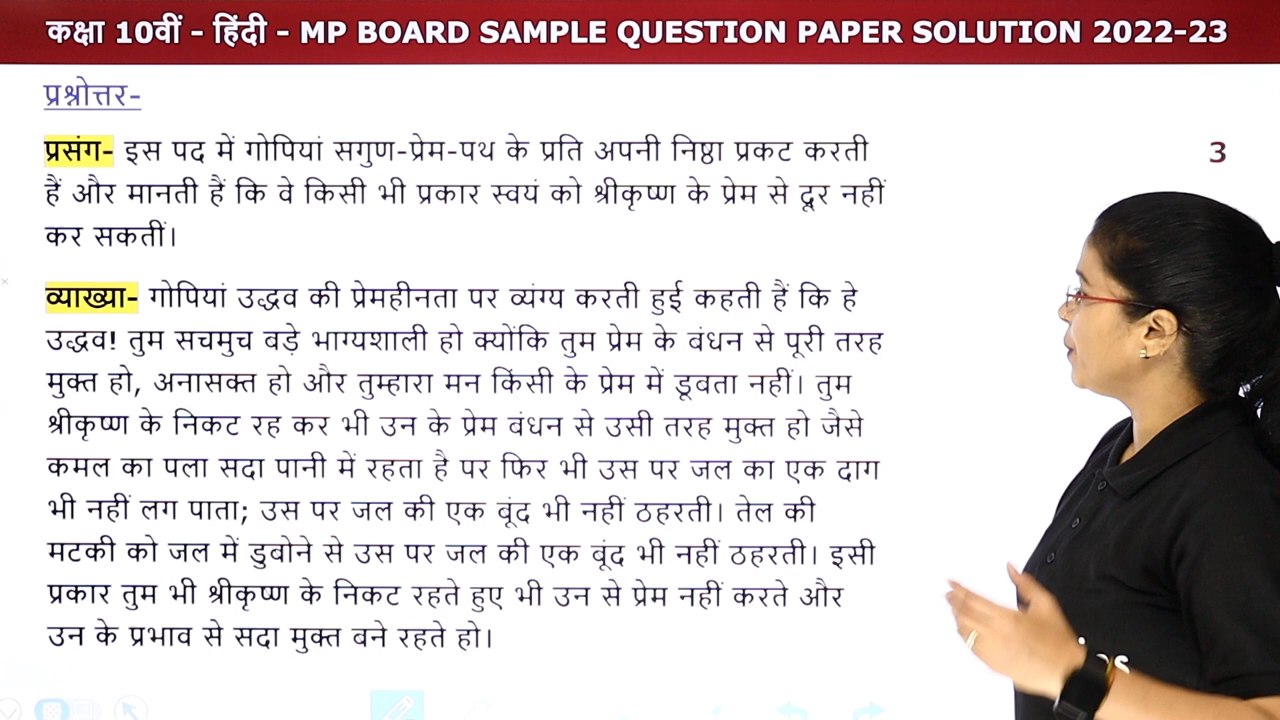 कक्षा 10वीं - हिंदी - MP BOARD SAMPLE QUESTION PAPER SOLUTION 2022-23
प्रश्नोत्तर-
प्रसंग- इस पद में गोपियां सगुण-प्रेम-पथ के प्रति अपनी निष्ठा प्रकट करती
हैं और मानती हैं कि वे किसी भी प्रकार स्वयं को श्रीकृष्ण के प्रेम से दूर नहीं
कर सकतीं।
3
व्याख्या- गोपियां उद्धव की प्रेमहीनता पर व्यंग्य करती हुई कहती हैं कि हे
उद्धव! तुम सचमुच बड़े भाग्यशाली हो क्योंकि तुम प्रेम के बंधन से पूरी तरह
मुक्त हो, अनासक्त हो और तुम्हारा मन किसी के प्रेम में डूबता नहीं। तुम
श्रीकृष्ण के निकट रह कर भी उन के प्रेम बंधन से उसी तरह मुक्त हो जैसे
कमल का पला सदा पानी में रहता है पर फिर भी उस पर जल का एक दाग
भी नहीं लग पाता; उस पर जल की एक बूंद भी नहीं ठहरती। तेल की
मटकी को जल में डुबोने से उस पर जल की एक बूंद भी नहीं ठहरती। इसी
प्रकार तुम भी श्रीकृष्ण के निकट रहते हुए भी उन से प्रेम नहीं करते और
उन के प्रभाव से सदा मुक्त बने रहते हो।